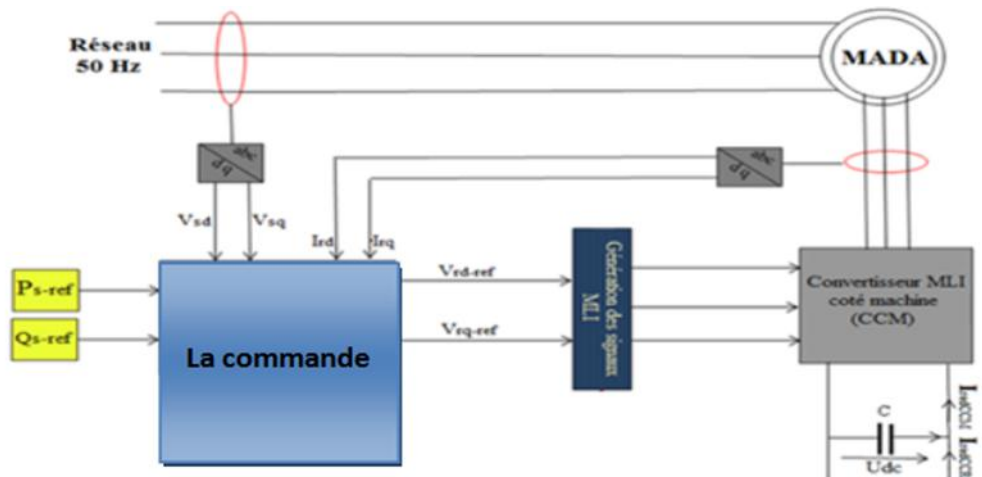 Réseau
50 Hz
MADA
abc
dq
abc
dq
Vsd
Vsq
Ird
Irq
Ps-ref
Qs-ref
La commande
Vrd-ref
Vrq-ref
Génération des signaux
MLI
Convertisseur MLI
coté machine
(CCM)
C
Udc